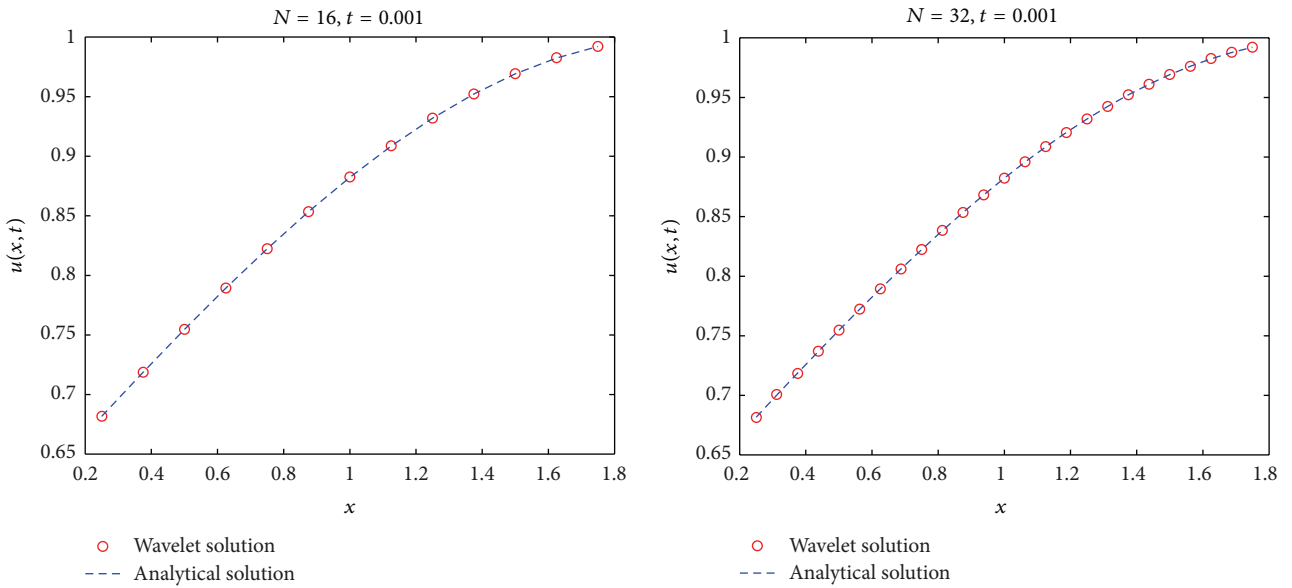 N = 16, t = 0.001
1
0.95
0.9
0.85
0.8
0.75
0.7
0.65
u(x, t)
0.2 0.4 0.6 0.8 1 1.2 1.4 1.6 1.8
x
Wavelet solution
Analytical solution
N = 32, t = 0.001
1
0.95
0.9
0.85
0.8
0.75
0.7
0.65
u(x, t)
0.2 0.4 0.6 0.8 1 1.2 1.4 1.6 1.8
x
Wavelet solution
Analytical solution